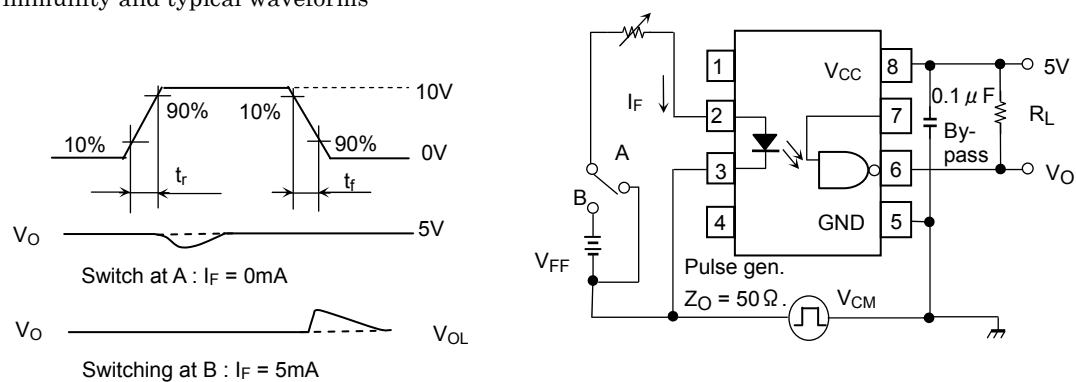 immunity and typical waveforms
10V
90%
10%
10%
90%
0V
tr
tf
VO
5V
Switch at A : IF = 0mA
VO
VOL
Switching at B : IF = 5mA
IF
A
B
VFF
1
2
3
4
VCC
GND
8
7
6
5
5V
0.1 μF
By-
pass
RL
VO
Pulse gen.
ZO = 50Ω.
VCM